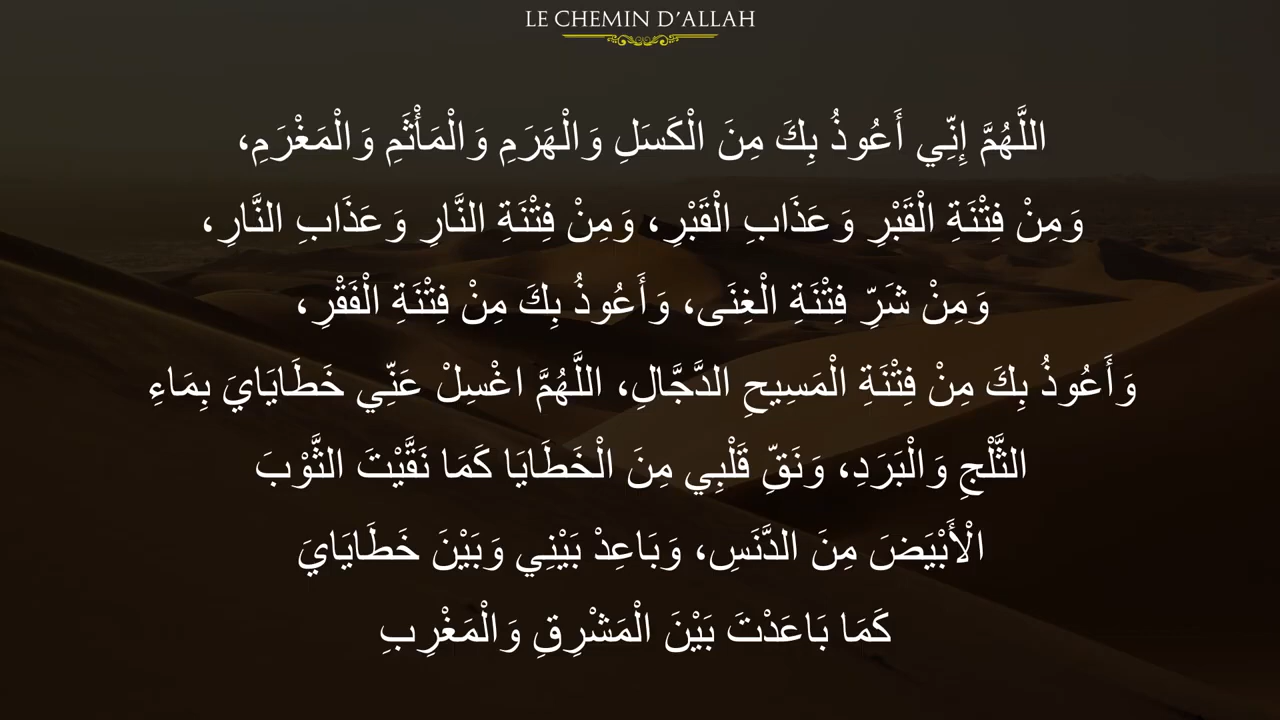 LE CHEMIN D’ALLAH
اللَّهُمَّ إِنِّي أَعُوذُ بِكَ مِنَ الْكَسَلِ وَالْهَرَمِ وَالْمَأْثَمِ وَالْمَغْرَمِ،
وَمِنْ فِتْنَةِ الْقَبْرِ وَعَذَابِ الْقَبْرِ، وَمِنْ فِتْنَةِ النَّارِ وَعَذَابِ النَّارِ،
وَمِنْ شَرِّ فِتْنَةِ الْغِنَى، وَأَعُوذُ بِكَ مِنْ فِتْنَةِ الْفَقْرِ،
وَأَعُوذُ بِكَ مِنْ فِتْنَةِ الْمَسِيحِ الدَّجَّالِ، اللَّهُمَّ اغْسِلْ عَنِّي خَطَايَايَ بِمَاءِ
الثَّلْجِ وَالْبَرَدِ، وَنَقِّ قَلْبِي مِنَ الْخَطَايَا كَمَا نَقَّيْتَ الثَّوْبَ
الْأَبْيَضَ مِنَ الدَّنَسِ، وَبَاعِدْ بَيْنِي وَبَيْنَ خَطَايَايَ
كَمَا بَاعَدْتَ بَيْنَ الْمَشْرِقِ وَالْمَغْرِبِ